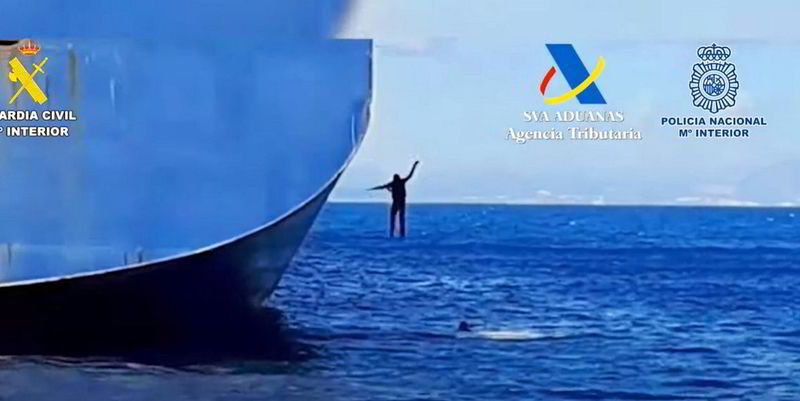 ARDIA CIVIL
º INTERIOR
SVA ADUANAS
Agencia Tributaria
POLICIA NACIONAL
Mº INTERIOR